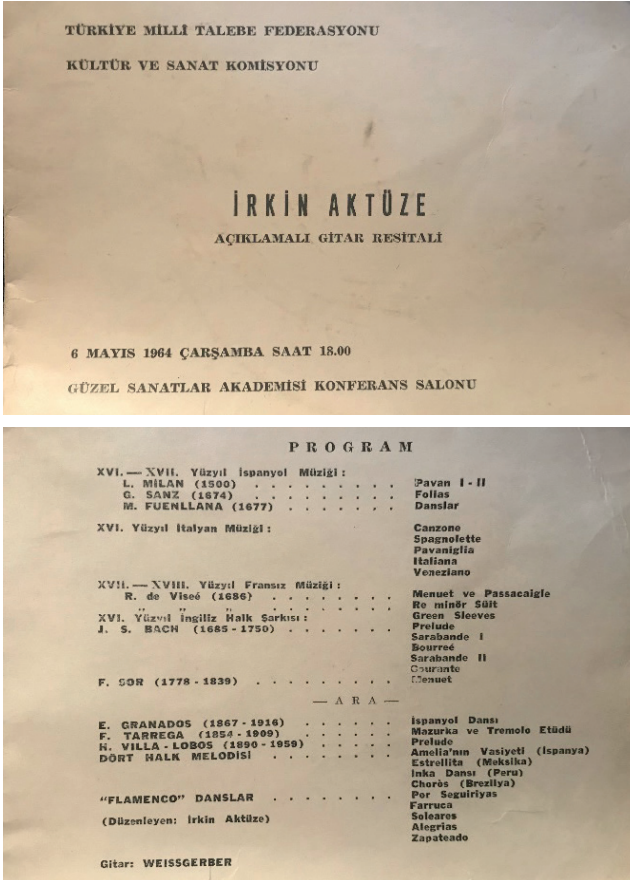 TÜRKİYE MİLLÎ TALEBE FEDERASYONU
KÜLTÜR VE SANAT KOMİSYONU
İRKİN AKTÜZE
AÇIKLAMALI GİTAR RESİTALİ
6 MAYIS 1964 ÇARŞAMBA SAAT 18.00
GÜZEL SANATLAR AKADEMİSİ KONFERANS SALONU
PROGRAM
XVI. — XVII. Yüzyıl İspanyol Müziği :
L. MİLAN (1500) . . . . . . . . Pavan I - II
G. SANZ (1674) . . . . . . . . Folias
M. FUENLLANA (1677) . . . . . . . Danslar
XVI. Yüzyıl İtalyan Müziği : Canzone
Spagnolette
Pavaniglia
Italiana
Veneziano
XVII. — XVIII. Yüzyıl Fransız Müziği :
R. de Viseé (1686) . . . . . . . . Menuet ve Passacaigle
„ „ „ . . . . . . . . Re minör Süit
XVI. Yüzyıl İngiliz Halk Şarkısı : Green Sleeves
J. S. BACH (1685 - 1750) . . . . . . . Prelude
Sarabande I
Bourreé
Sarabande II
Courante
F. SOR (1778 - 1839) . . . . . . . . . Menuet
— A R A —
E. GRANADOS (1867 - 1916) . . . . . . İspanyol Dansı
F. TARREGA (1854 - 1909) . . . . . . Mazurka ve Tremolo Etüdü
H. VILLA - LOBOS (1890 - 1959) . . . . . Prelude
DÖRT HALK MELODİSİ . . . . . . . . Amelia'nın Vasiyeti (İspanya)
Estrellita (Meksika)
Inka Dansı (Peru)
Choròs (Brezilya)
"FLAMENCO" DANSLAR . . . . . . . . Por Seguiriyas
Farruca
(Düzenleyen: İrkin Aktüze) Soleares
Alegrias
Zapateado
Gitar: WEISSGERBER